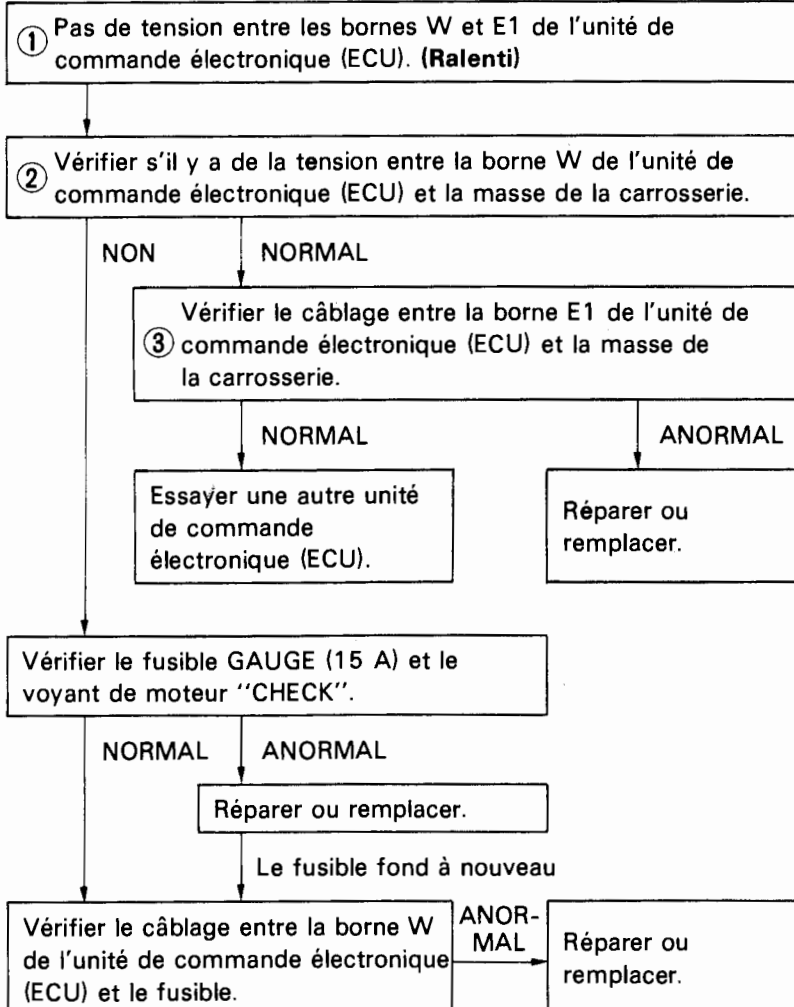 ① Pas de tension entre les bornes W et E1 de l'unité de
commande électronique (ECU). (Ralenti)
② Vérifier s'il y a de la tension entre la borne W de l'unité de
commande électronique (ECU) et la masse de la carrosserie.
NON
NORMAL
Vérifier le câblage entre la borne E1 de l'unité de
③ commande électronique (ECU) et la masse de
la carrosserie.
NORMAL
ANORMAL
Essayer une autre unité
de commande
électronique (ECU).
Réparer ou
remplacer.
Vérifier le fusible GAUGE (15 A) et le
voyant de moteur ''CHECK''.
NORMAL
ANORMAL
Réparer ou remplacer.
Le fusible fond à nouveau
Vérifier le câblage entre la borne W
de l'unité de commande électronique
(ECU) et le fusible.
ANOR-
MAL
Réparer ou
remplacer.